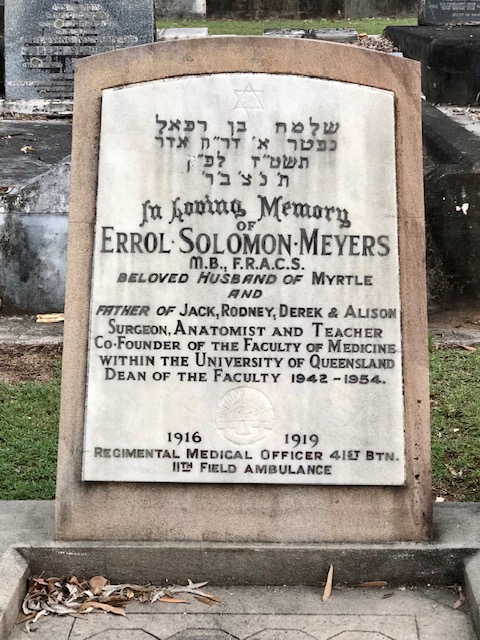 שלמה בן רפאל
נפטר א׳ דר״ח אדר
תשט״ז לפ״ק
ת׳נ׳צ׳ב׳ה׳
In Loving Memory
OF
ERROL·SOLOMON·MEYERS
M.B., F.R.A.C.S.
BELOVED HUSBAND OF MYRTLE
AND
FATHER OF JACK, RODNEY, DEREK & ALISON
SURGEON, ANATOMIST AND TEACHER
CO-FOUNDER OF THE FACULTY OF MEDICINE
WITHIN THE UNIVERSITY OF QUEENSLAND
DEAN OF THE FACULTY 1942-1954.
1916 1919
REGIMENTAL MEDICAL OFFICER 41ST BTN.
11TH FIELD AMBULANCE